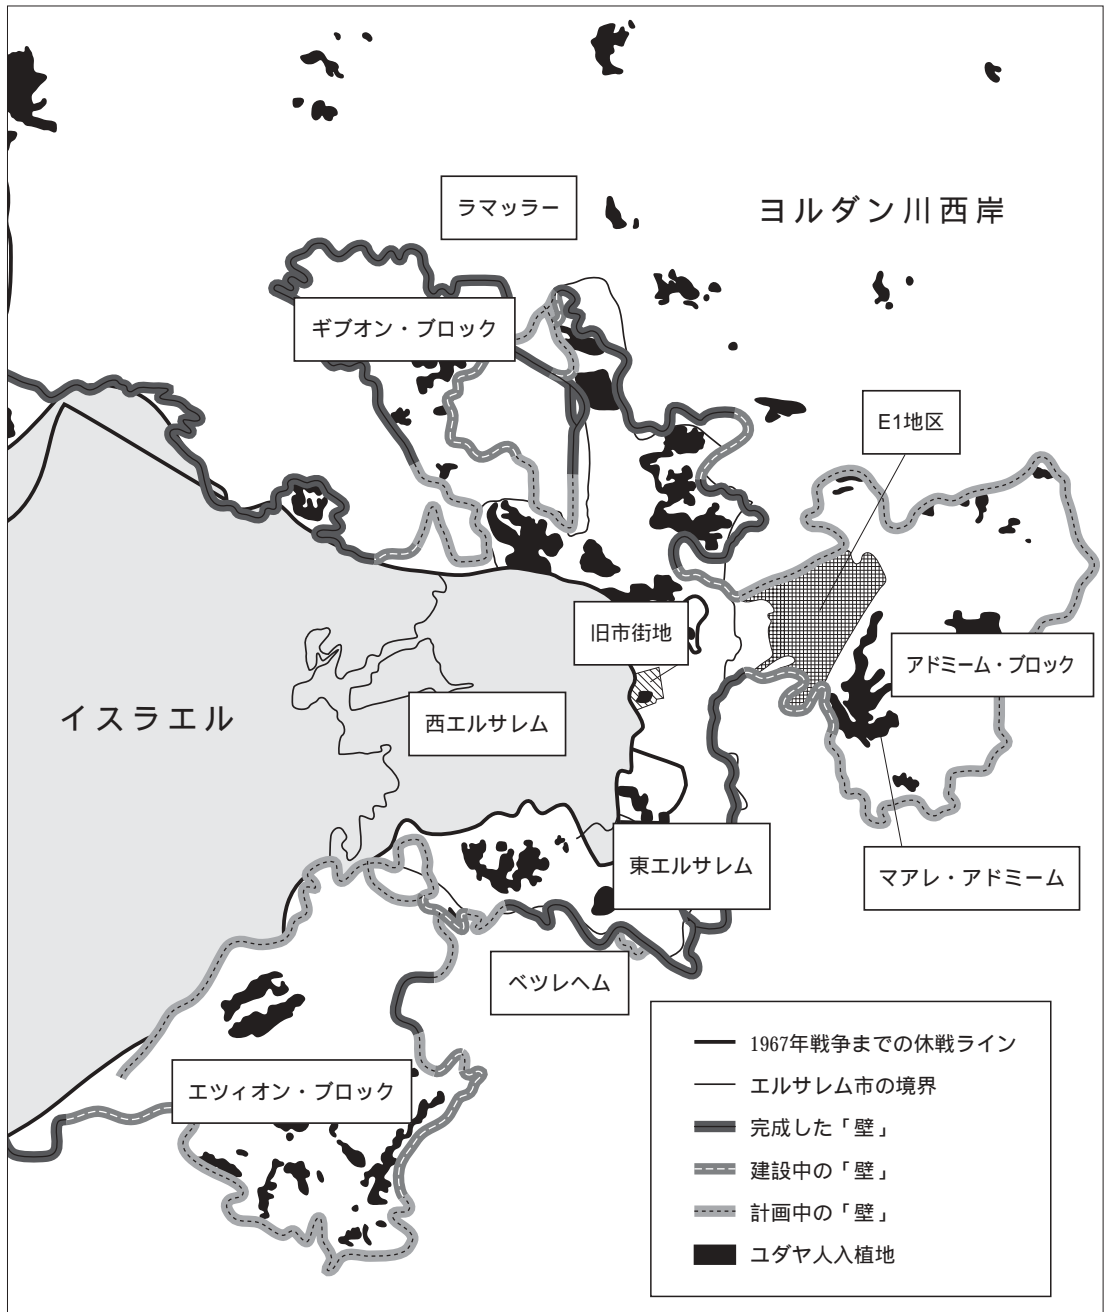 ラマッラー
ヨルダン川西岸
ギブオン・ブロック
E1地区
旧市街地
アドミーム・ブロック
イスラエル
西エルサレム
東エルサレム
マアレ・アドミーム
ベツレヘム
エツィオン・ブロック
1967年戦争までの休戦ライン
エルサレム市の境界
完成した「壁」
建設中の「壁」
計画中の「壁」
ユダヤ人入植地